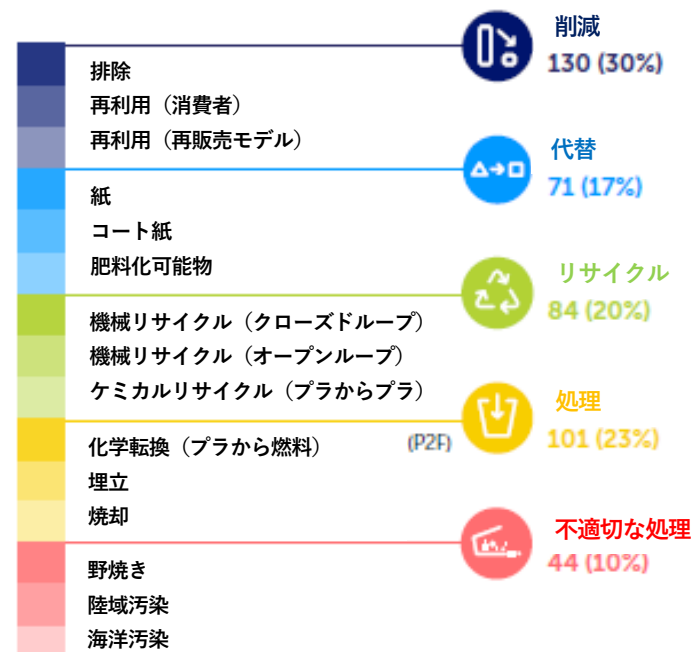 削減
130 (30%)
排除
再利用（消費者）
再利用（再販売モデル）
代替
71 (17%)
紙
コート紙
肥料化可能物
リサイクル
84 (20%)
機械リサイクル（クローズドループ）
機械リサイクル（オープンループ）
ケミカルリサイクル（プラからプラ）
処理
101 (23%)
化学転換（プラから燃料）
(P2F)
埋立
焼却
不適切な処理
44 (10%)
野焼き
陸域汚染
海洋汚染